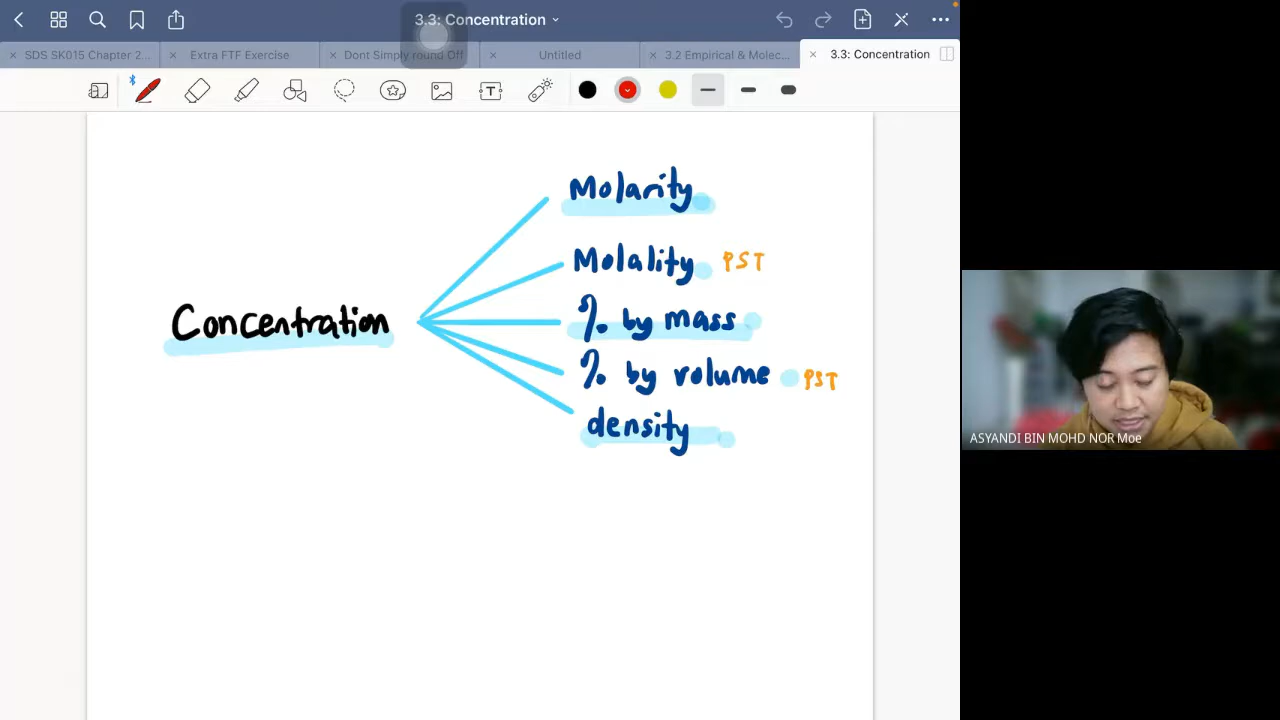 3.3: Concentration
SDS SK015 Chapter 2...
Extra FTF Exercise
Dont Simply round Off
Untitled
3.2 Empirical & Molec...
3.3: Concentration
T
Molarity
Molality PST
Concentration
% by mass
% by volume PST
density
ASYANDI BIN MOHD NOR Moe